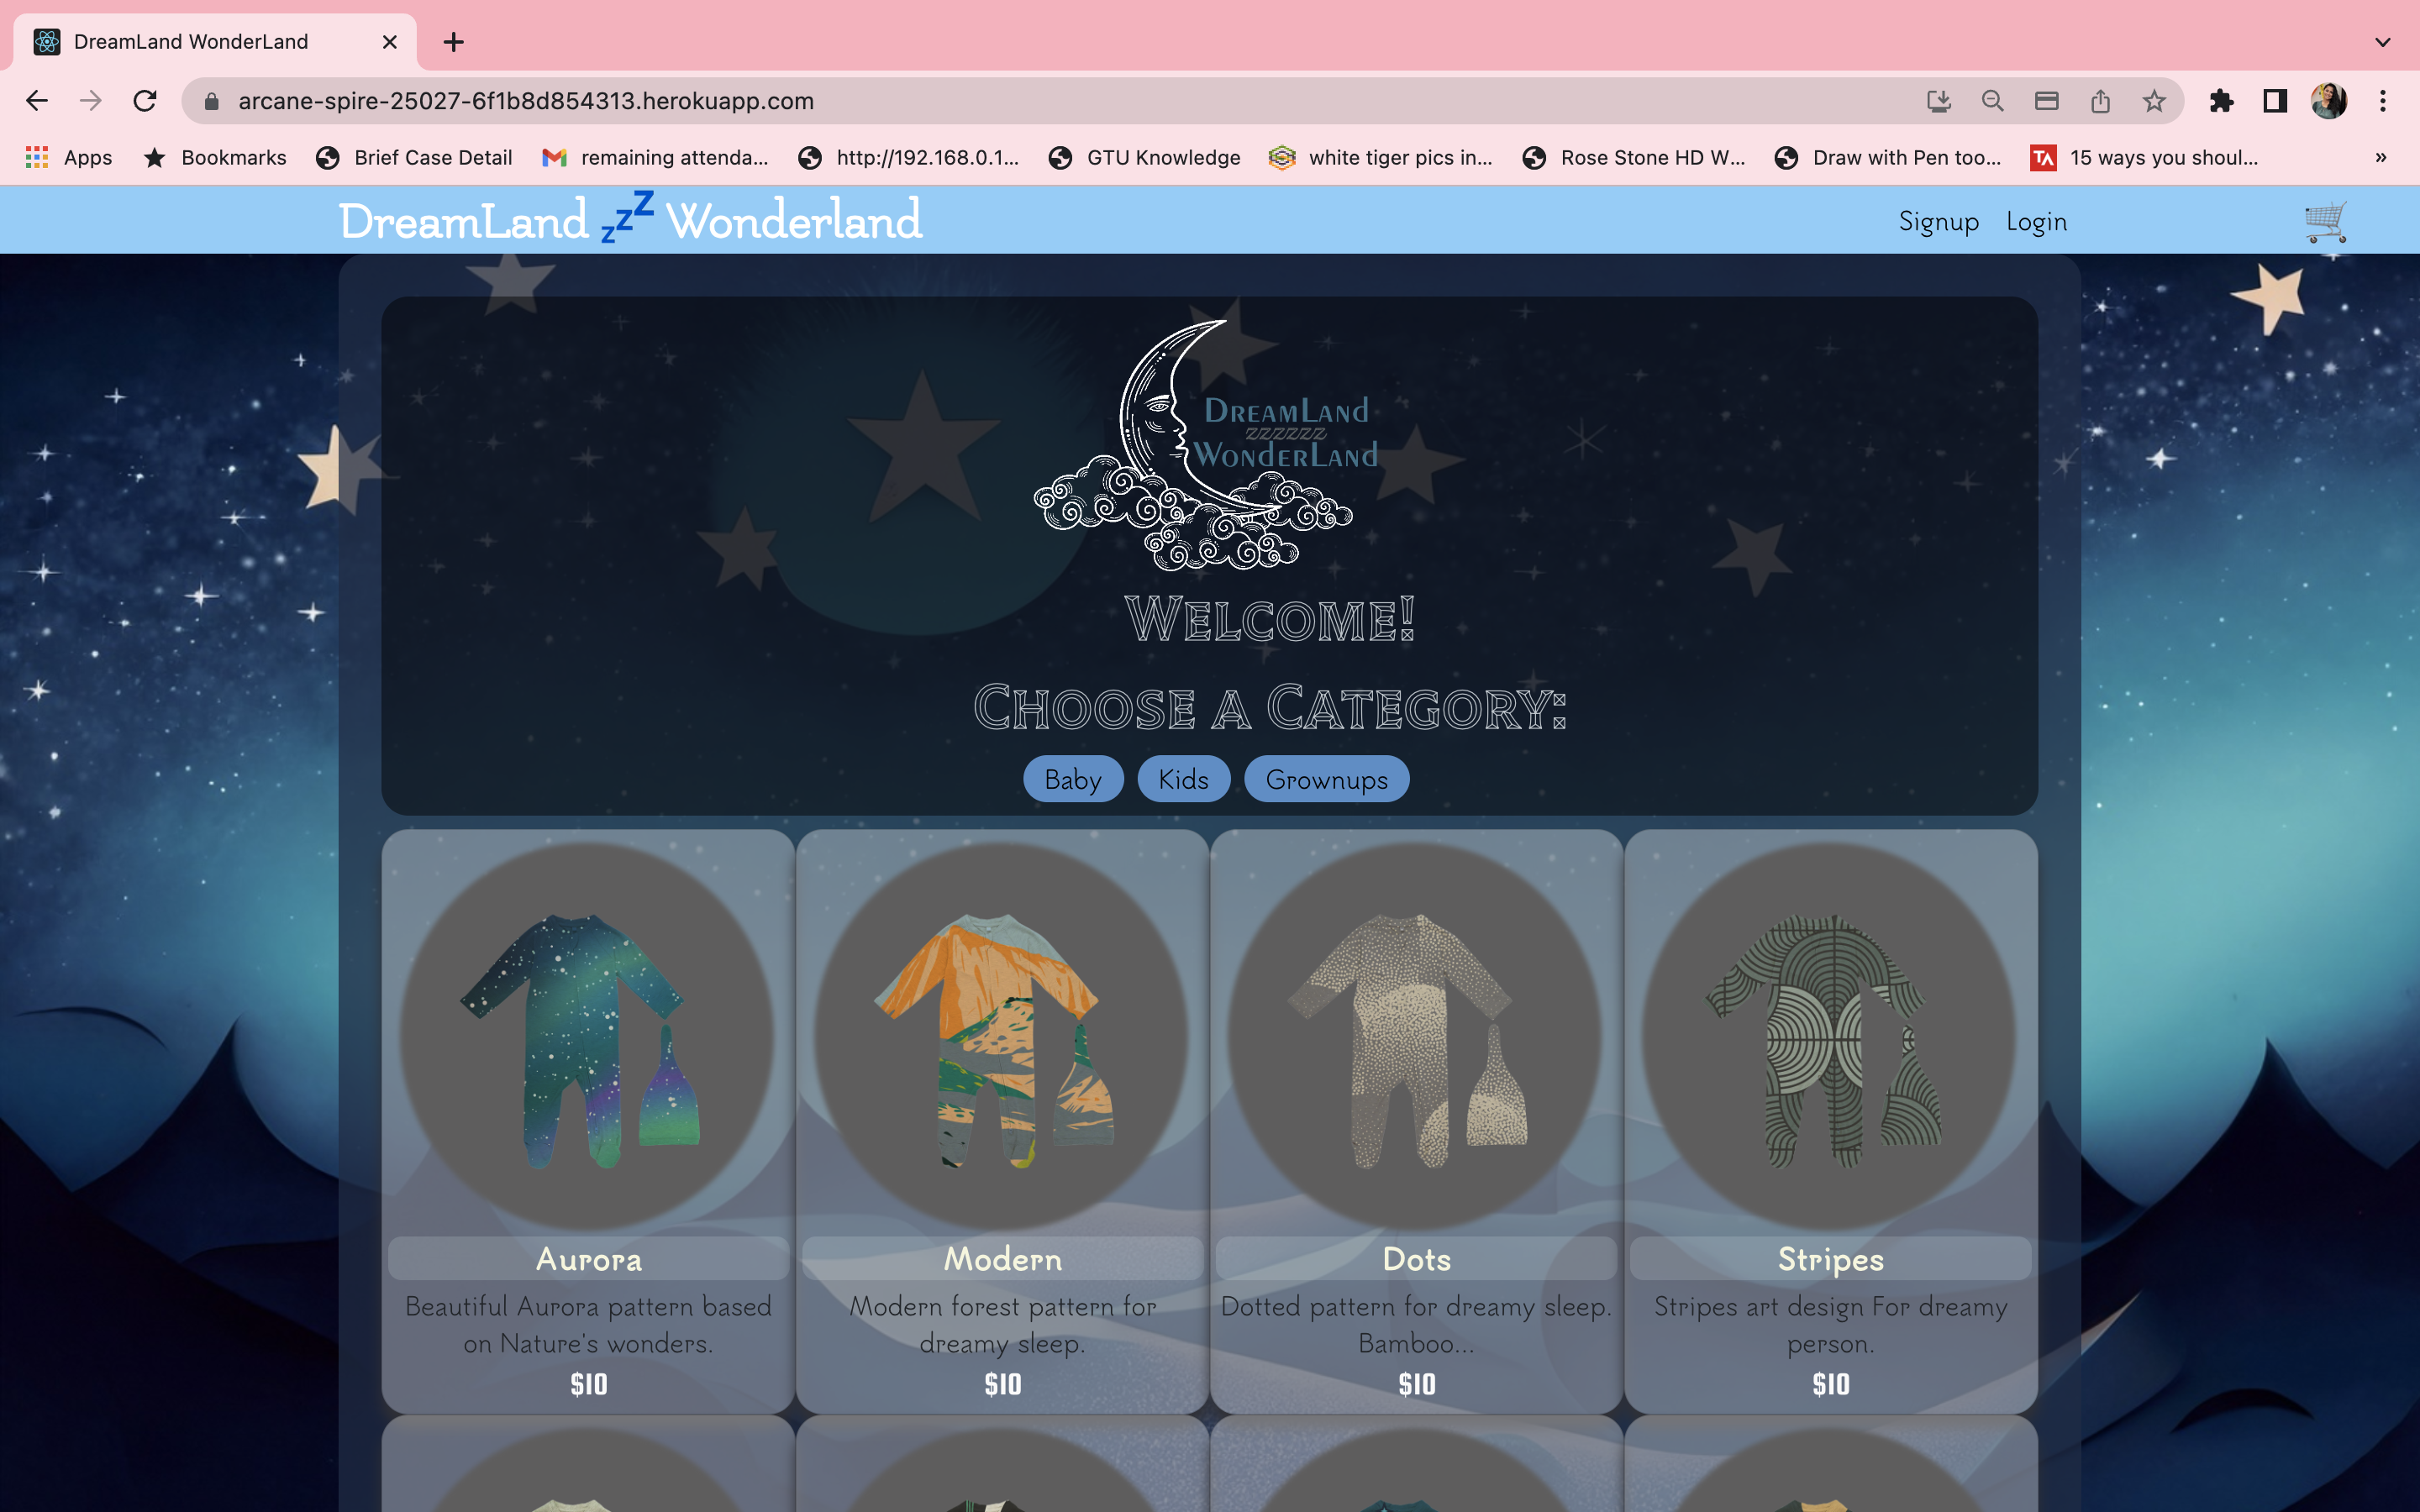 DreamLand WonderLand
arcane-spire-25027-6f1b8d854313.herokuapp.com
Apps Bookmarks Brief Case Detail remaining attenda... http://192.168.0.1... GTU Knowledge white tiger pics in... Rose Stone HD W... Draw with Pen too... TA 15 ways you shoul... »
DreamLand zzZ Wonderland Signup Login
DreamLand
zzzzzz
WonderLand
Welcome!
Choose a Category:
Baby Kids Grownups
Aurora Modern Dots Stripes
Beautiful Aurora pattern based Modern forest pattern for Dotted pattern for dreamy sleep. Stripes art design For dreamy
on Nature's wonders. dreamy sleep. Bamboo... person.
$10 $10 $10 $10